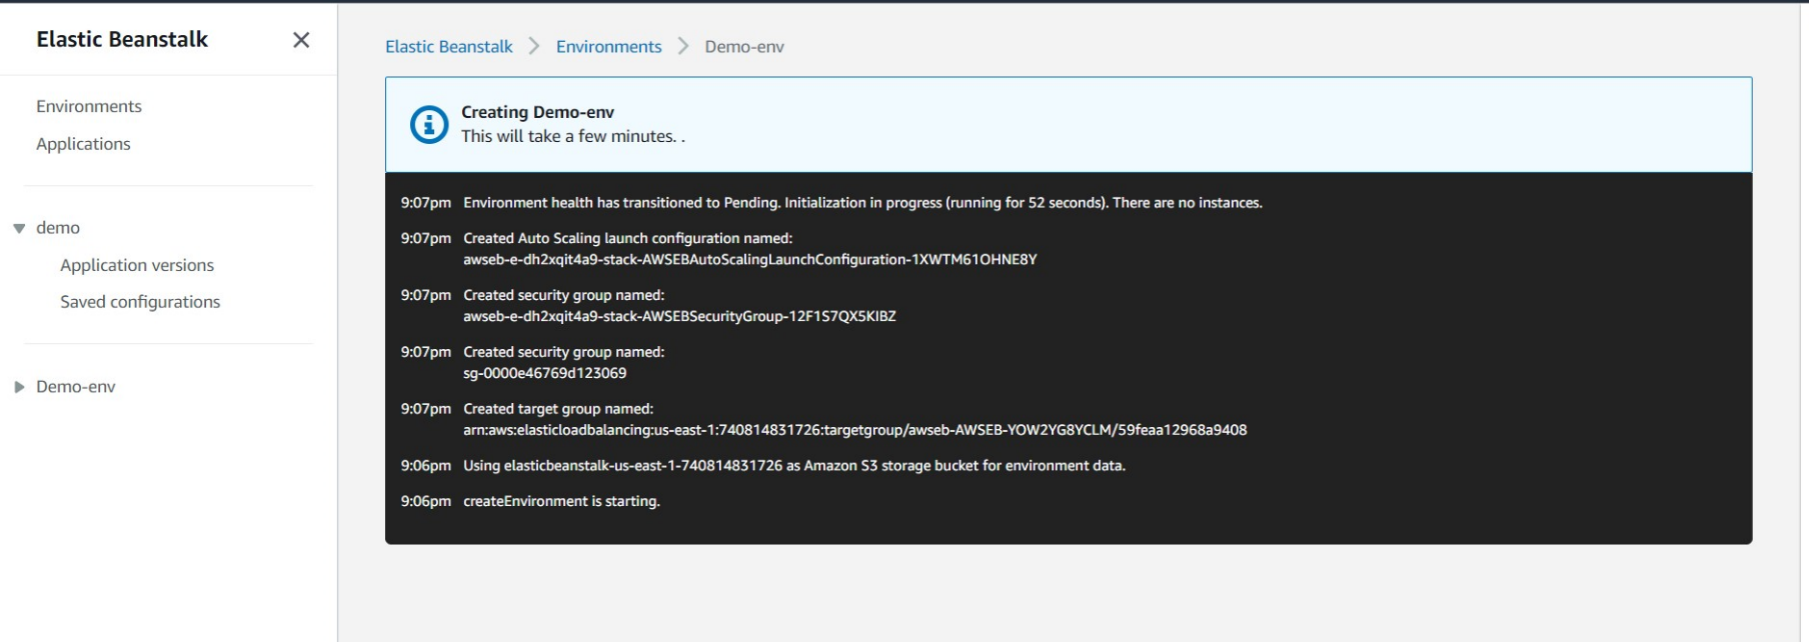 Elastic Beanstalk
Environments
Applications
demo
Application versions
Saved configurations
Demo-env
Elastic Beanstalk > Environments > Demo-env
Creating Demo-env
This will take a few minutes. .
9:07pm Environment health has transitioned to Pending. Initialization in progress (running for 52 seconds). There are no instances.
9:07pm Created Auto Scaling launch configuration named:
awseb-e-dh2xqit4a9-stack-AWSEBAutoScalingLaunchConfiguration-1XWTM61OHNE8Y
9:07pm Created security group named:
awseb-e-dh2xqit4a9-stack-AWSEBSecurityGroup-12F1S7QX5KIBZ
9:07pm Created security group named:
sg-0000e46769d123069
9:07pm Created target group named:
arn:aws:elasticloadbalancing:us-east-1:740814831726:targetgroup/awseb-AWSEB-YOW2YG8YCLM/59feaa12968a9408
9:06pm Using elasticbeanstalk-us-east-1-740814831726 as Amazon S3 storage bucket for environment data.
9:06pm createEnvironment is starting.